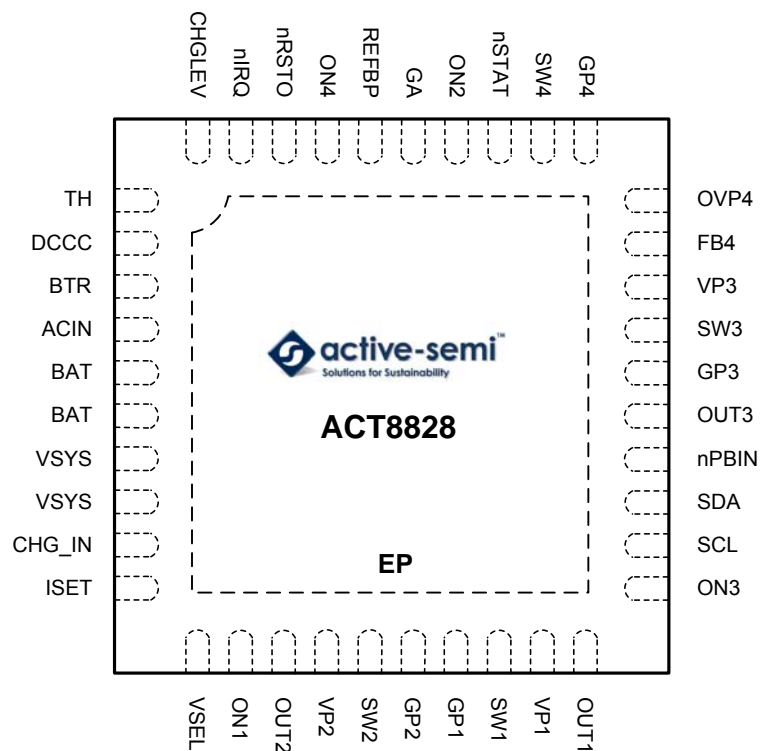 CHGLEV
nIRQ
nRSTO
ON4
REFBP
GA
ON2
nSTAT
SW4
GP4
TH
DCCC
BTR
ACIN
BAT
BAT
VSYS
VSYS
CHG_IN
ISET
active-semi™
Solutions for Sustainability
ACT8828
EP
OVP4
FB4
VP3
SW3
GP3
OUT3
nPBIN
SDA
SCL
ON3
VSEL
ON1
OUT2
VP2
SW2
GP2
GP1
SW1
VP1
OUT1